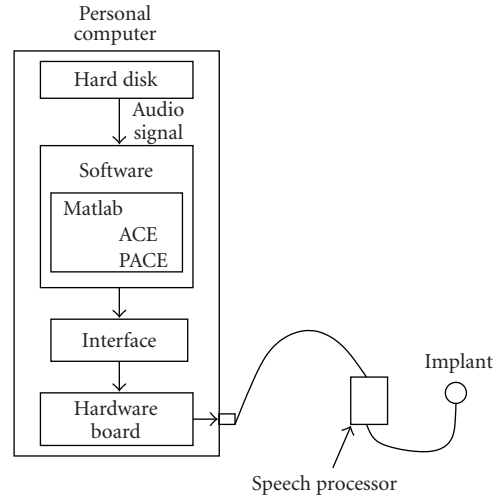 Personal
computer
Hard disk
Audio
signal
Software
Matlab
ACE
PACE
Interface
Hardware
board
Implant
Speech processor